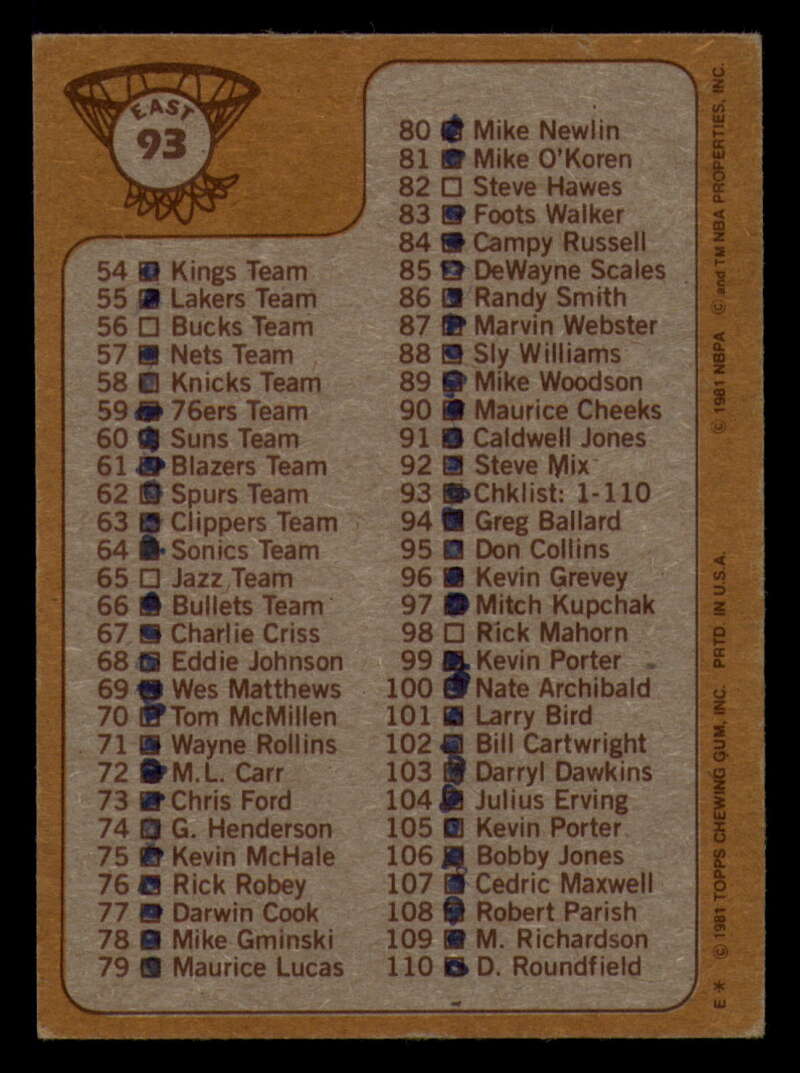 EAST
93
54 Kings Team
55 Lakers Team
56 Bucks Team
57 Nets Team
58 Knicks Team
59 76ers Team
60 Suns Team
61 Blazers Team
62 Spurs Team
63 Clippers Team
64 Sonics Team
65 Jazz Team
66 Bullets Team
67 Charlie Criss
68 Eddie Johnson
69 Wes Matthews
70 Tom McMillen
71 Wayne Rollins
72 M.L. Carr
73 Chris Ford
74 G. Henderson
75 Kevin McHale
76 Rick Robey
77 Darwin Cook
78 Mike Gminski
79 Maurice Lucas
80 Mike Newlin
81 Mike O'Koren
82 Steve Hawes
83 Foots Walker
84 Campy Russell
85 DeWayne Scales
86 Randy Smith
87 Marvin Webster
88 Sly Williams
89 Mike Woodson
90 Maurice Cheeks
91 Caldwell Jones
92 Steve Mix
93 Chklist: 1-110
94 Greg Ballard
95 Don Collins
96 Kevin Grevey
97 Mitch Kupchak
98 Rick Mahorn
99 Kevin Porter
100 Nate Archibald
101 Larry Bird
102 Bill Cartwright
103 Darryl Dawkins
104 Julius Erving
105 Kevin Porter
106 Bobby Jones
107 Cedric Maxwell
108 Robert Parish
109 M. Richardson
110 D. Roundfield
E * © 1981 TOPPS CHEWING GUM, INC. PRTD. IN U.S.A. © 1981 NBPA © and TM NBA PROPERTIES, INC.